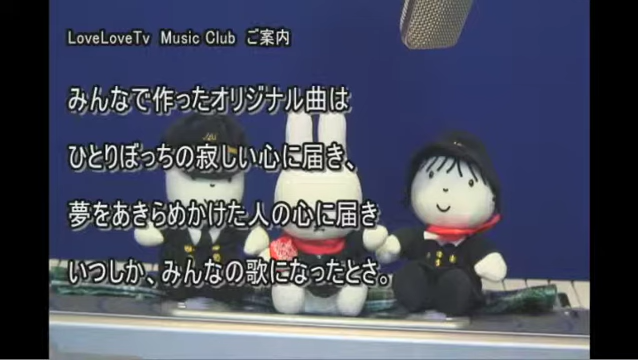 LoveLoveTv Music Club ご案内
みんなで作ったオリジナル曲は
ひとりぼっちの寂しい心に届き、
夢をあきらめかけた人の心に届き
いつしか、みんなの歌になったとさ。